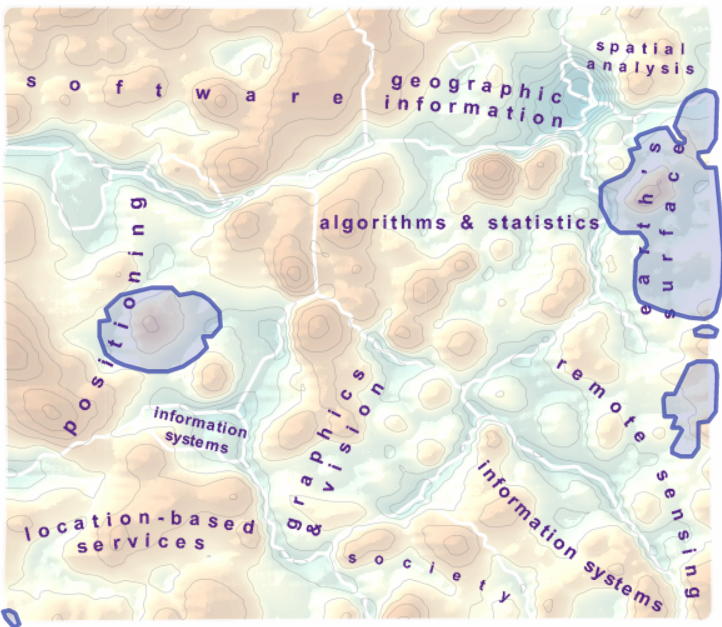 spatial
analysis
software
geographic
information
earth's
surface
positioning
algorithms & statistics
remote sensing
information
systems
graphics
& vision
information systems
location-based
services
society